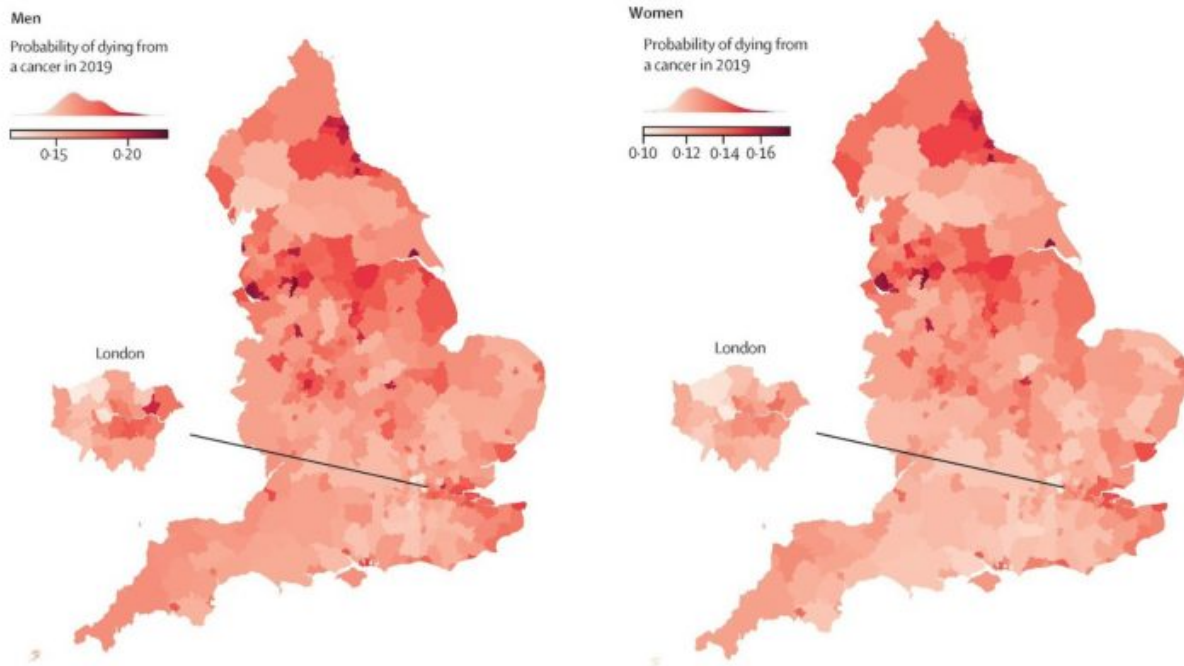 Men
Probability of dying from
a cancer in 2019
0·15 0·20
London
Women
Probability of dying from
a cancer in 2019
0·10 0·12 0·14 0·16
London